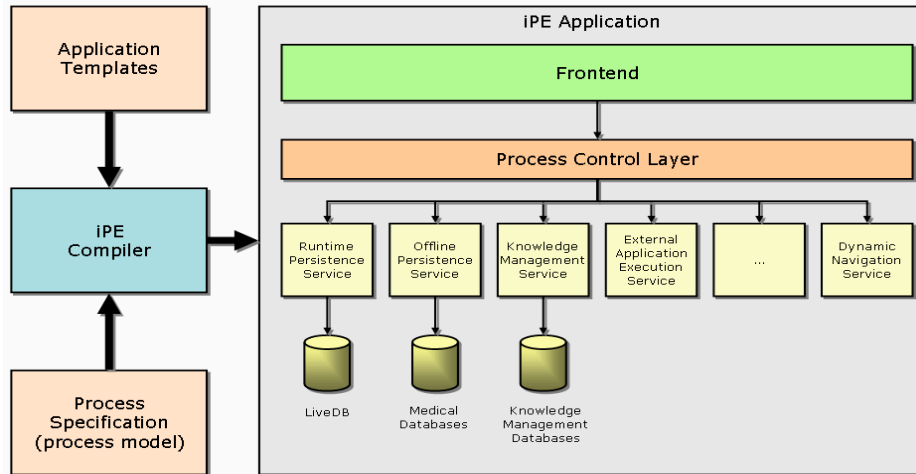 Application
Templates
iPE
Compiler
Process
Specification
(process model)
iPE Application
Frontend
Process Control Layer
Runtime
Persistence
Service
Offline
Persistence
Service
Knowledge
Management
Service
External
Application
Execution
Service
...
Dynamic
Navigation
Service
LiveDB
Medical
Databases
Knowledge
Management
Databases